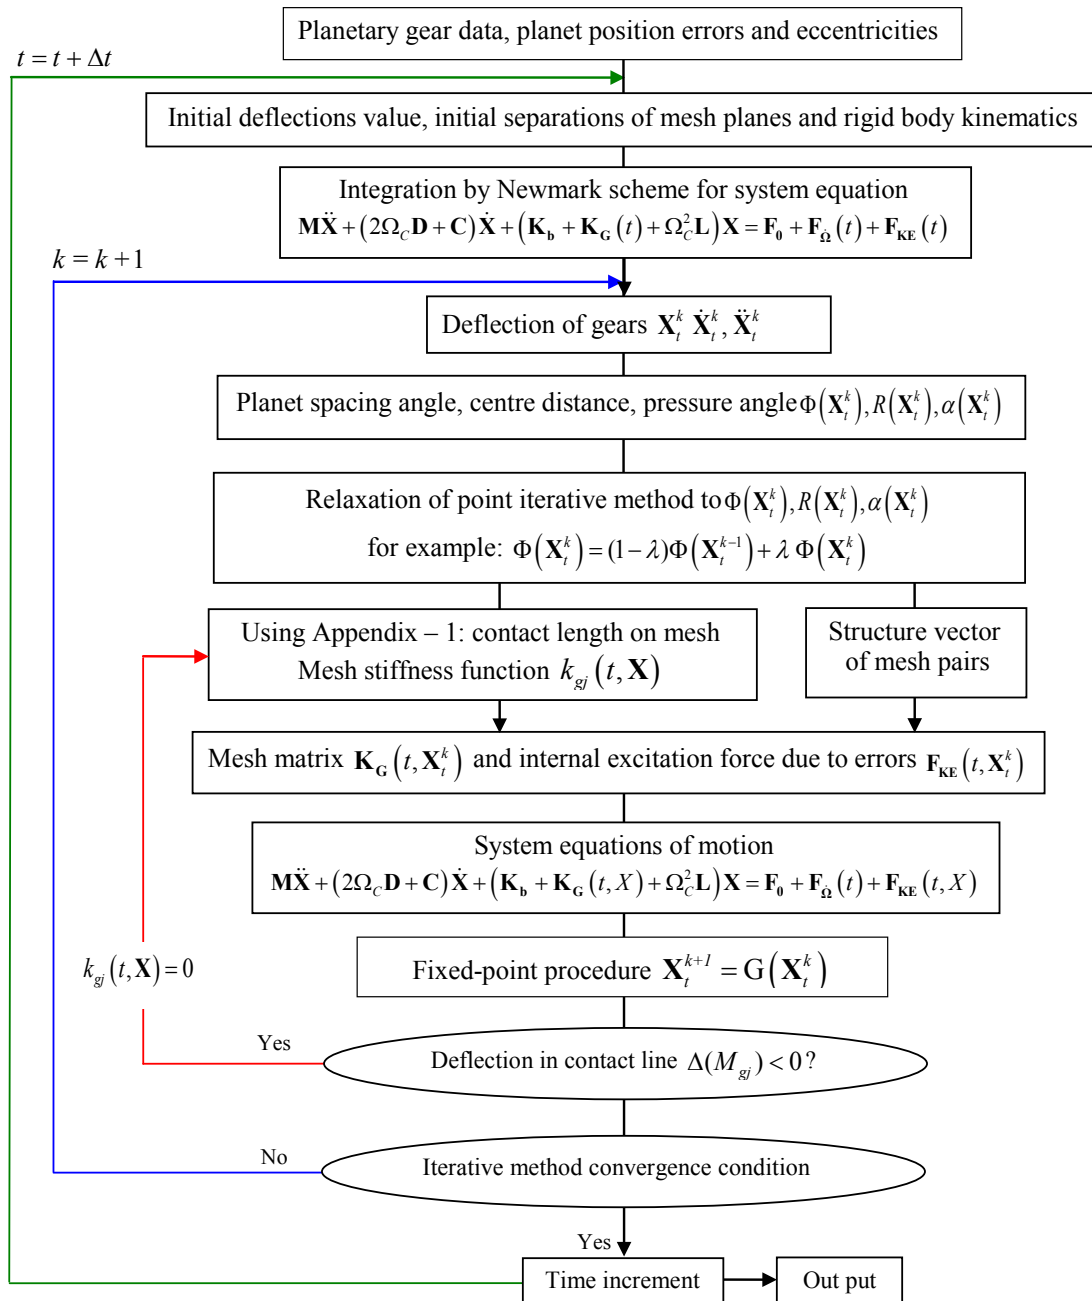 Planetary gear data, planet position errors and eccentricities
t = t + Δt
Initial deflections value, initial separations of mesh planes and rigid body kinematics
Integration by Newmark scheme for system equation
MẌ + (2Ω_C D + C)Ẋ + (K_b + K_G(t) + Ω_C^2 L)X = F_0 + F_Ω̇(t) + F_KE(t)
k = k + 1
Deflection of gears X_t^k Ẋ_t^k, Ẍ_t^k
Planet spacing angle, centre distance, pressure angle Φ(X_t^k), R(X_t^k), α(X_t^k)
Relaxation of point iterative method to Φ(X_t^k), R(X_t^k), α(X_t^k)
for example: Φ(X_t^k) = (1 − λ)Φ(X_t^{k−1}) + λ Φ(X_t^k)
Using Appendix – 1: contact length on mesh
Mesh stiffness function k_gj(t, X)
Structure vector
of mesh pairs
Mesh matrix K_G(t, X_t^k) and internal excitation force due to errors F_KE(t, X_t^k)
System equations of motion
MẌ + (2Ω_C D + C)Ẋ + (K_b + K_G(t, X) + Ω_C^2 L)X = F_0 + F_Ω̇(t) + F_KE(t, X)
k_gj(t, X) = 0
Fixed-point procedure X_t^{k+1} = G(X_t^k)
Yes
Deflection in contact line Δ(M_gj) < 0 ?
No
Iterative method convergence condition
Yes
Time increment
Out put